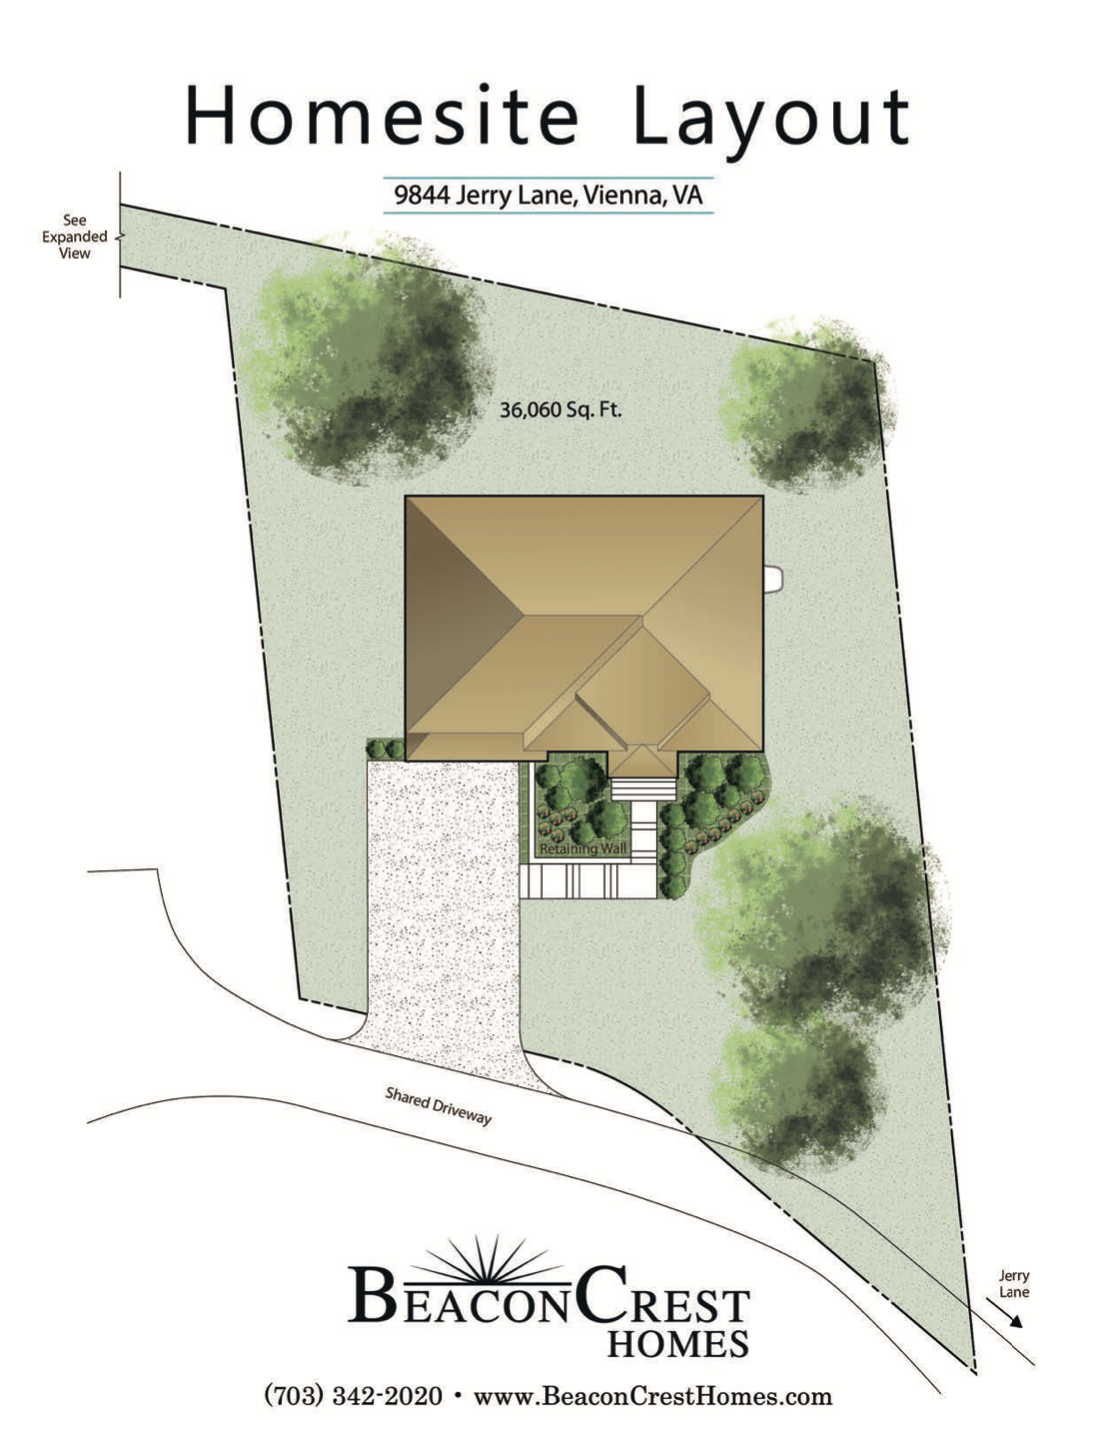 Homesite Layout
9844 Jerry Lane, Vienna, VA
See
Expanded
View
36,060 Sq. Ft.
Retaining Wall
Shared Driveway
Jerry
Lane
BEACONCREST
HOMES
(703) 342-2020 • www.BeaconCrestHomes.com